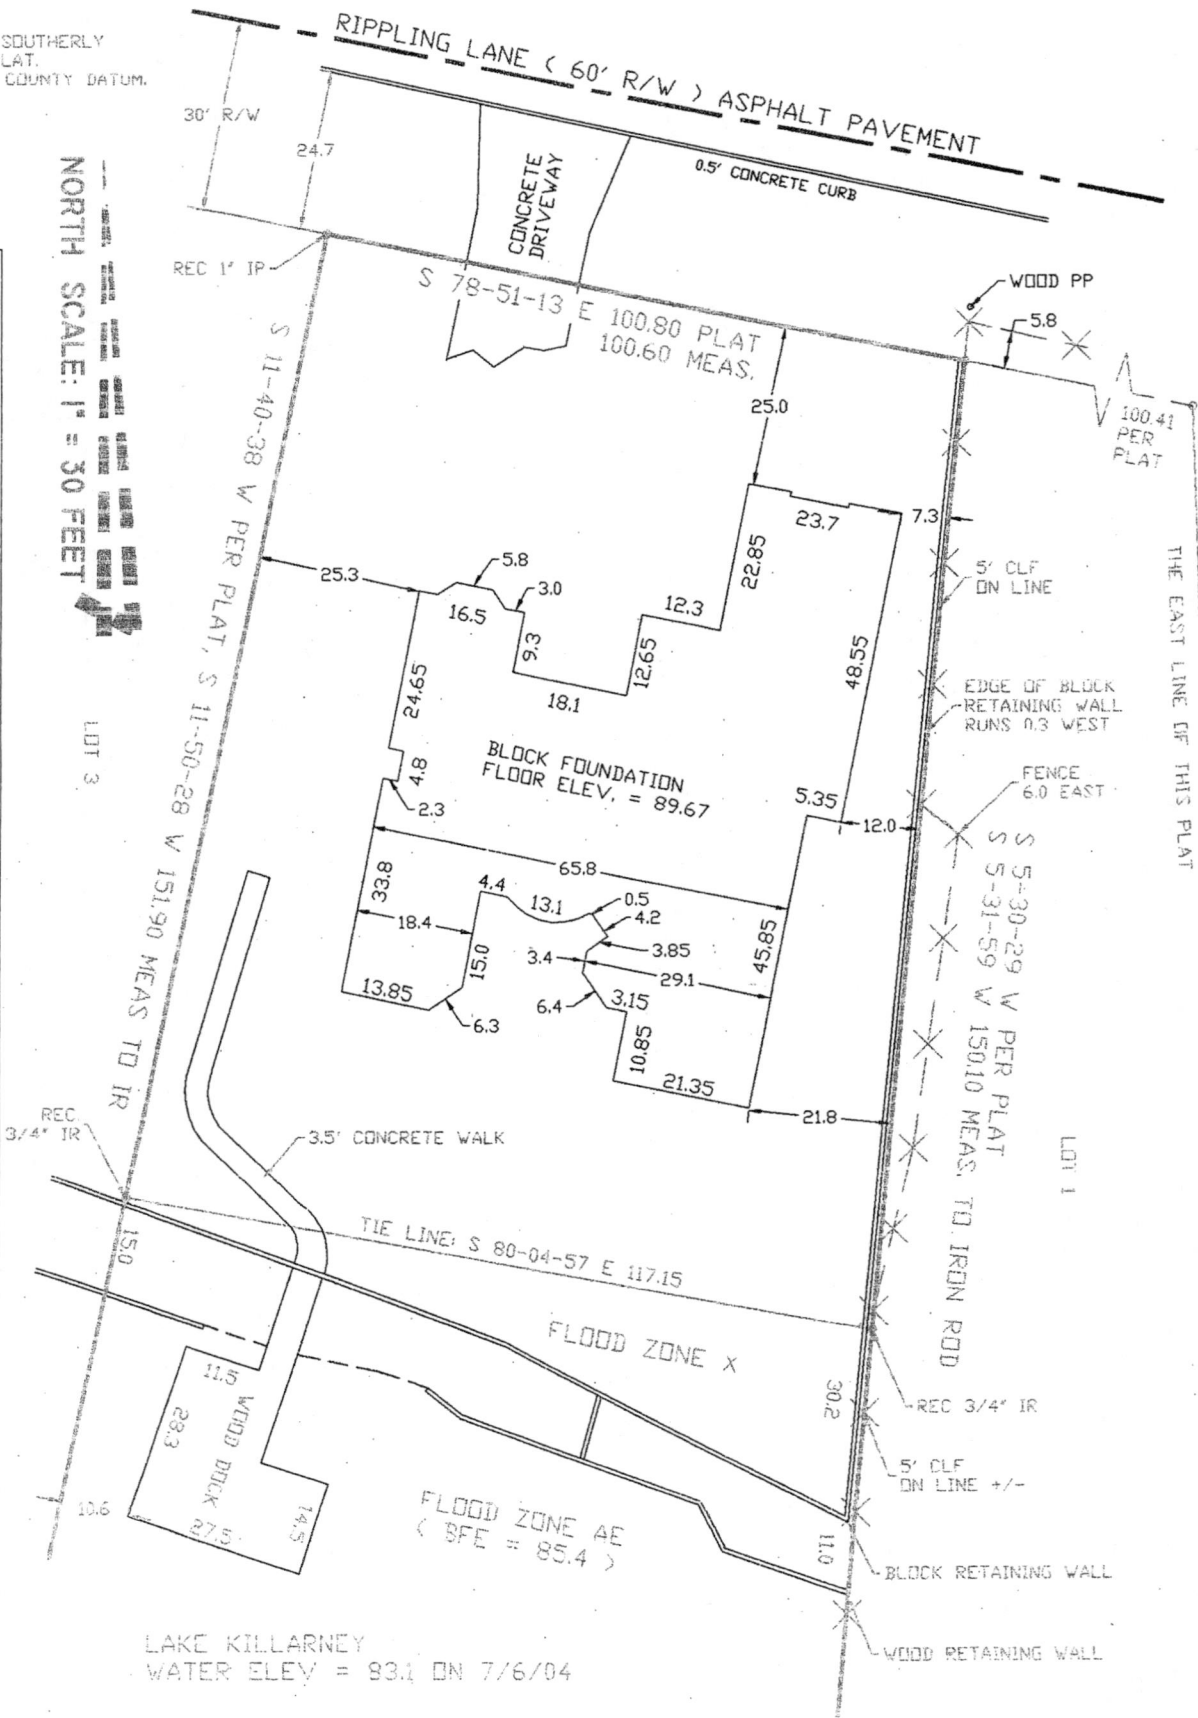 SOUTHERLY
LAT.
COUNTY DATUM.
RIPPLING LANE ( 60' R/W ) ASPHALT PAVEMENT
30' R/W
24.7
CONCRETE
DRIVEWAY
0.5' CONCRETE CURB
NORTH SCALE: 1" = 30 FEET
REC 1" IP
S 78-51-13 E 100.80 PLAT
100.60 MEAS.
WOOD PP
5.8
100.41
PER
PLAT
25.0
S 11-40-38 W PER PLAT, S 11-50-28 W 151.90 MEAS TO IR
23.7
7.3
5' CLF
ON LINE
THE EAST LINE OF THIS PLAT
25.3
5.8
3.0
16.5
9.3
12.3
22.85
12.65
18.1
24.65
48.55
EDGE OF BLOCK
RETAINING WALL
RUNS 0.3 WEST
LOT 3
BLOCK FOUNDATION
FLOOR ELEV. = 89.67
4.8
2.3
FENCE
6.0 EAST
5.35
12.0
65.8
33.8
4.4
13.1
0.5
4.2
18.4
15.0
3.85
3.4
29.1
45.85
13.85
6.3
6.4
3.15
10.85
21.35
21.8
S 5-30-29 W PER PLAT
S 5-31-59 W 150.10 MEAS. TO IRON ROD
LOT 1
REC
3/4" IR
3.5' CONCRETE WALK
15.0
TIE LINE: S 80-04-57 E 117.15
FLOOD ZONE X
30.2
REC 3/4" IR
11.5
WOOD DOCK
28.3
5' CLF
ON LINE +/-
10.6
27.5
14.5
FLOOD ZONE AE
( BFE = 85.4 )
11.0
BLOCK RETAINING WALL
WOOD RETAINING WALL
LAKE KILLARNEY
WATER ELEV = 83.1 ON 7/6/04